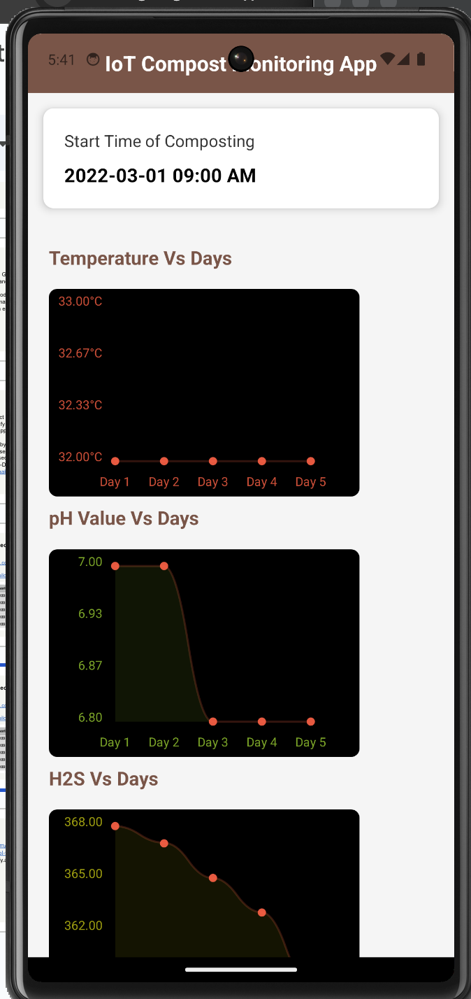 5:41
IoT Compost Monitoring App
Start Time of Composting
2022-03-01 09:00 AM
Temperature Vs Days
33.00°C
32.67°C
32.33°C
32.00°C
Day 1 Day 2 Day 3 Day 4 Day 5
pH Value Vs Days
7.00
6.93
6.87
6.80
Day 1 Day 2 Day 3 Day 4 Day 5
H2S Vs Days
368.00
365.00
362.00